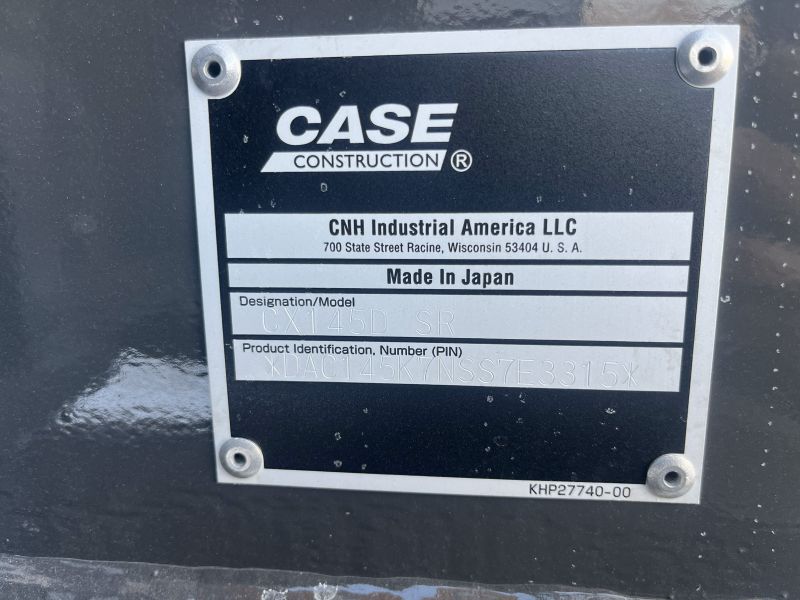 CASE
CONSTRUCTION ®
CNH Industrial America LLC
700 State Street Racine, Wisconsin 53404 U. S. A.
Made In Japan
Designation/Model
CX145D SR
Product Identification, Number (PIN)
*DAC145K7NSS7E3315*
KHP27740-00